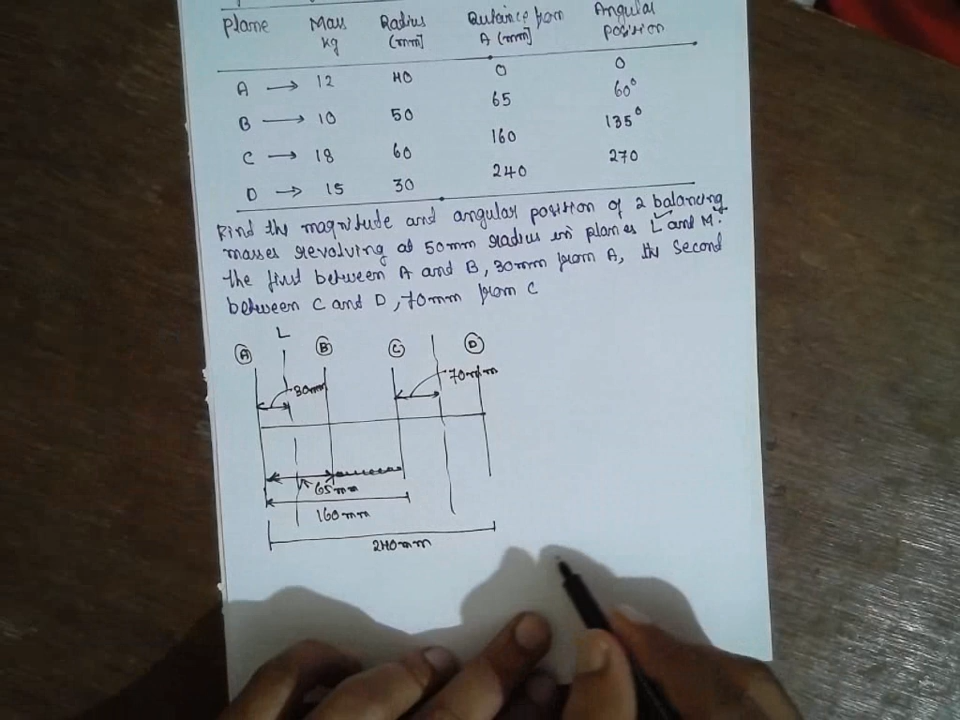 Plane Mass kg Radius (mm) Distance from A (mm) Angular position
A → 12 40 0 0
B → 10 50 65 60°
C → 18 60 160 135°
D → 15 30 240 270
Find the magnitude and angular position of 2 balancing
masses revolving at 50mm radius in planes L and M.
the first between A and B, 30mm from A, the second
between C and D, 70mm from C
L
A B C D
30mm 70mm
65mm
160mm
240mm